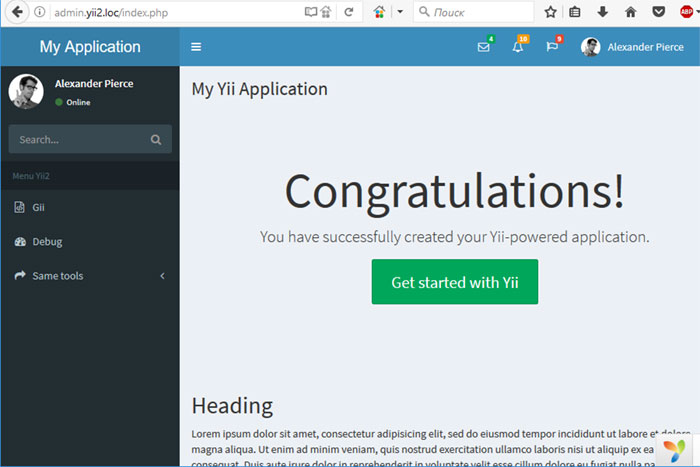 admin.yii2.loc/index.php
Поиск
ABP
My Application
4
10
9
Alexander Pierce
Alexander Pierce
Online
Search...
Menu Yii2
Gii
Debug
Same tools
My Yii Application
Congratulations!
You have successfully created your Yii-powered application.
Get started with Yii
Heading
Lorem ipsum dolor sit amet, consectetur adipisicing elit, sed do eiusmod tempor incididunt ut labore et dolore
magna aliqua. Ut enim ad minim veniam, quis nostrud exercitation ullamco laboris nisi ut aliquip ex ea
consequat. Duis aute irure dolor in reprehenderit in voluptate velit esse cillum dolore eu fugiat nulla